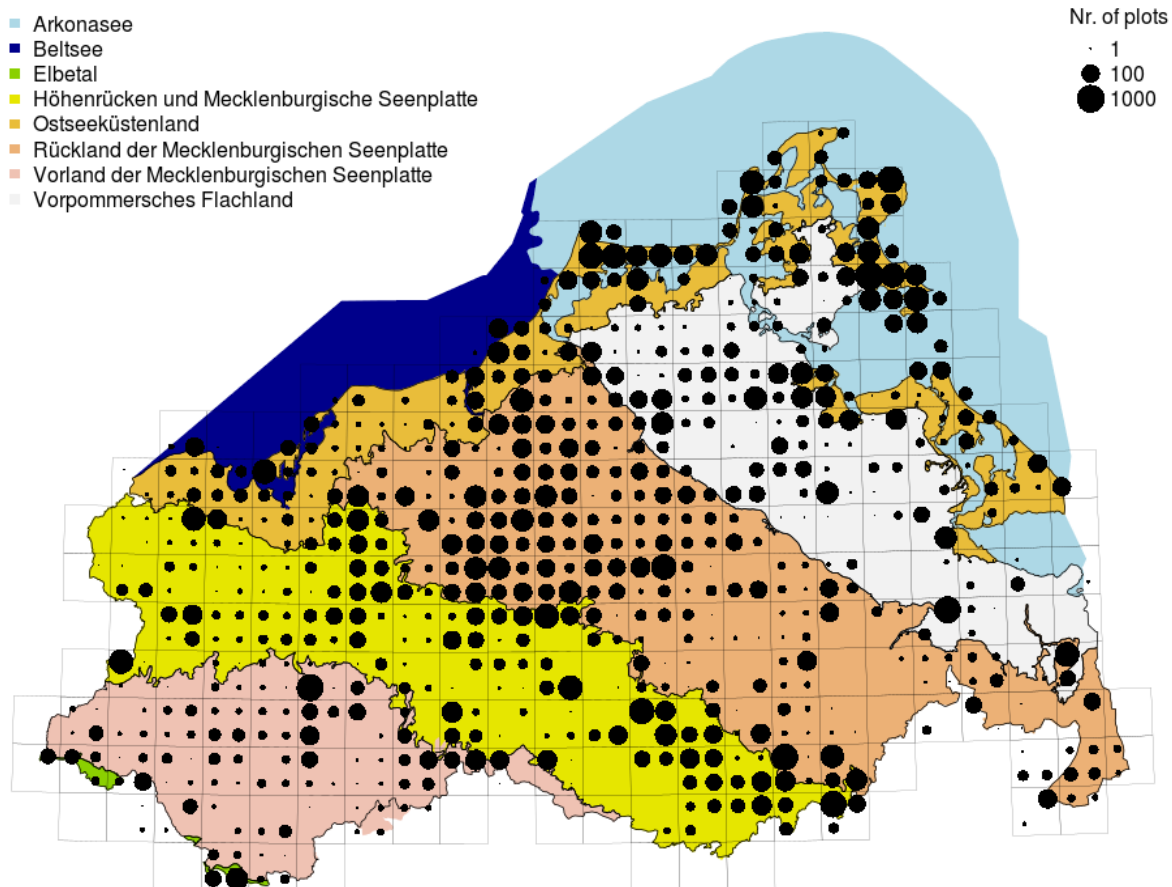 Arkonasee
Beltsee
Elbetal
Höhenrücken und Mecklenburgische Seenplatte
Ostseeküstenland
Rückland der Mecklenburgischen Seenplatte
Vorland der Mecklenburgischen Seenplatte
Vorpommersches Flachland
Nr. of plots
1
100
1000